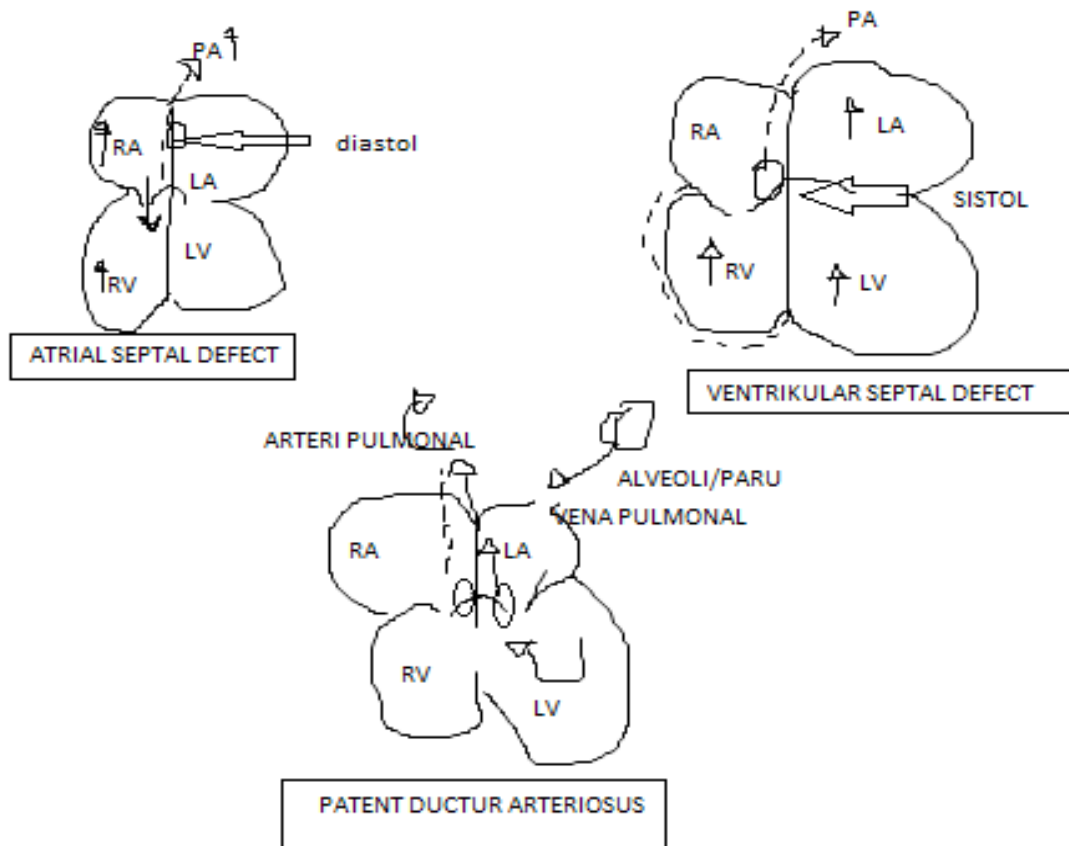 PA
RA
diastol
LA
LV
RV
ATRIAL SEPTAL DEFECT
PA
RA
LA
SISTOL
RV
LV
VENTRIKULAR SEPTAL DEFECT
ARTERI PULMONAL
ALVEOLI/PARU
VENA PULMONAL
RA
LA
RV
LV
PATENT DUCTUR ARTERIOSUS